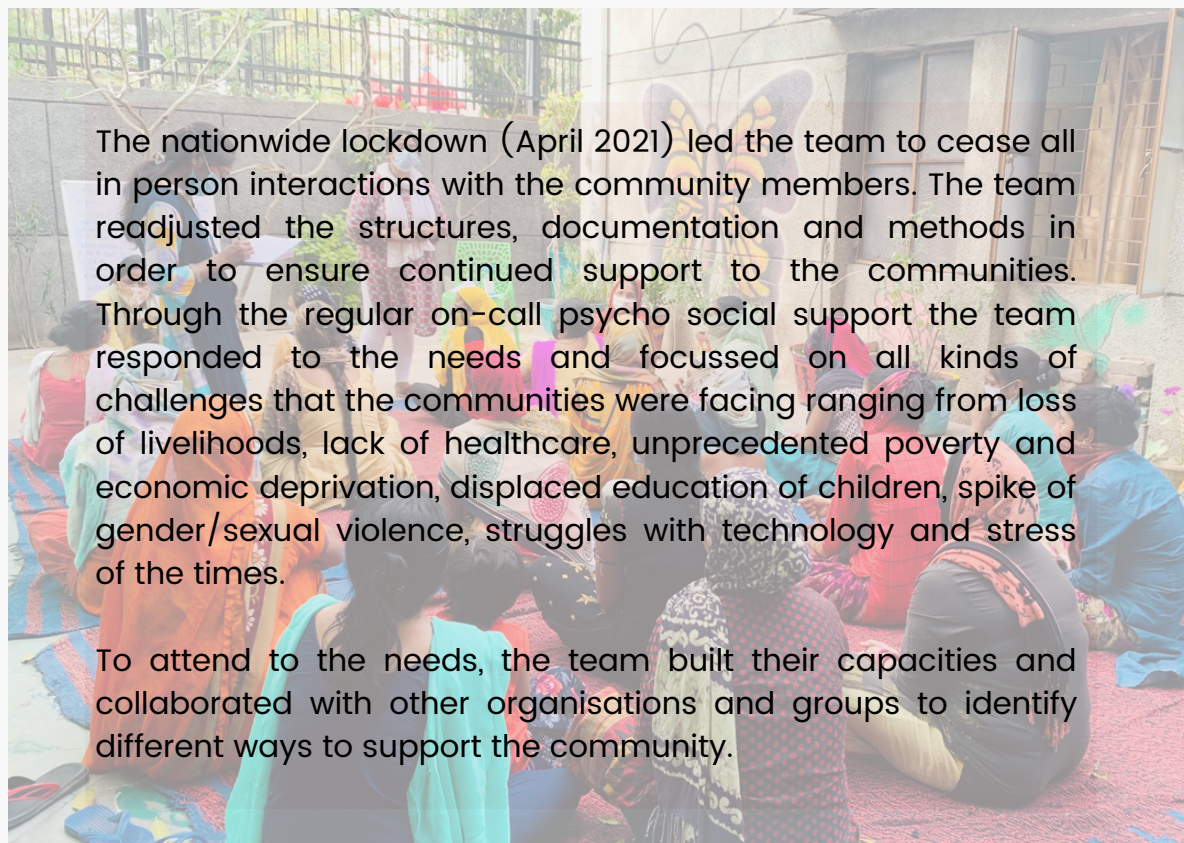 The nationwide lockdown (April 2021) led the team to cease all
in person interactions with the community members. The team
readjusted the structures, documentation and methods in
order to ensure continued support to the communities.
Through the regular on-call psycho social support the team
responded to the needs and focussed on all kinds of
challenges that the communities were facing ranging from loss
of livelihoods, lack of healthcare, unprecedented poverty and
economic deprivation, displaced education of children, spike of
gender/sexual violence, struggles with technology and stress
of the times.
To attend to the needs, the team built their capacities and
collaborated with other organisations and groups to identify
different ways to support the community.